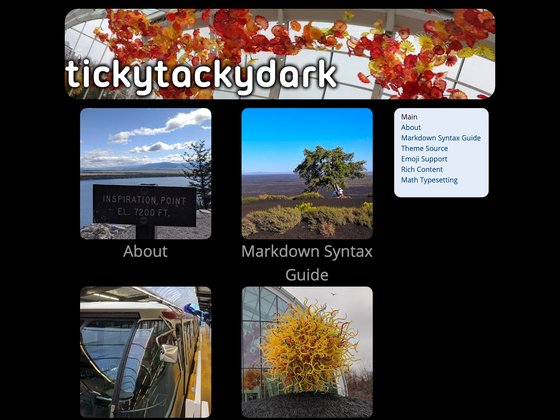 tickytackydark
INSPIRATION POINT
EL. 7200 FT.
About
Markdown Syntax
Guide
Main
About
Markdown Syntax Guide
Theme Source
Emoji Support
Rich Content
Math Typesetting